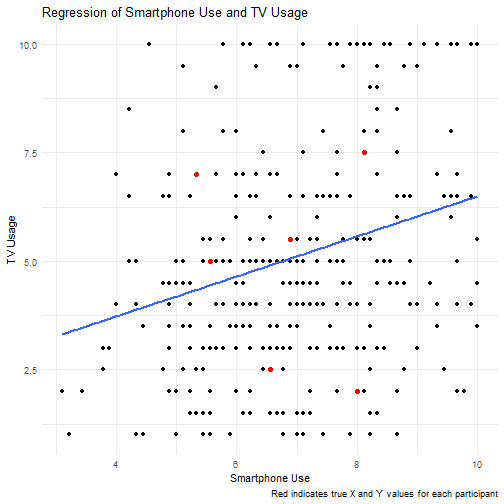 Regression of Smartphone Use and TV Usage
10.0
7.5
5.0
2.5
TV Usage
4 6 8 10
Smartphone Use
Red indicates true X and Y values for each participant